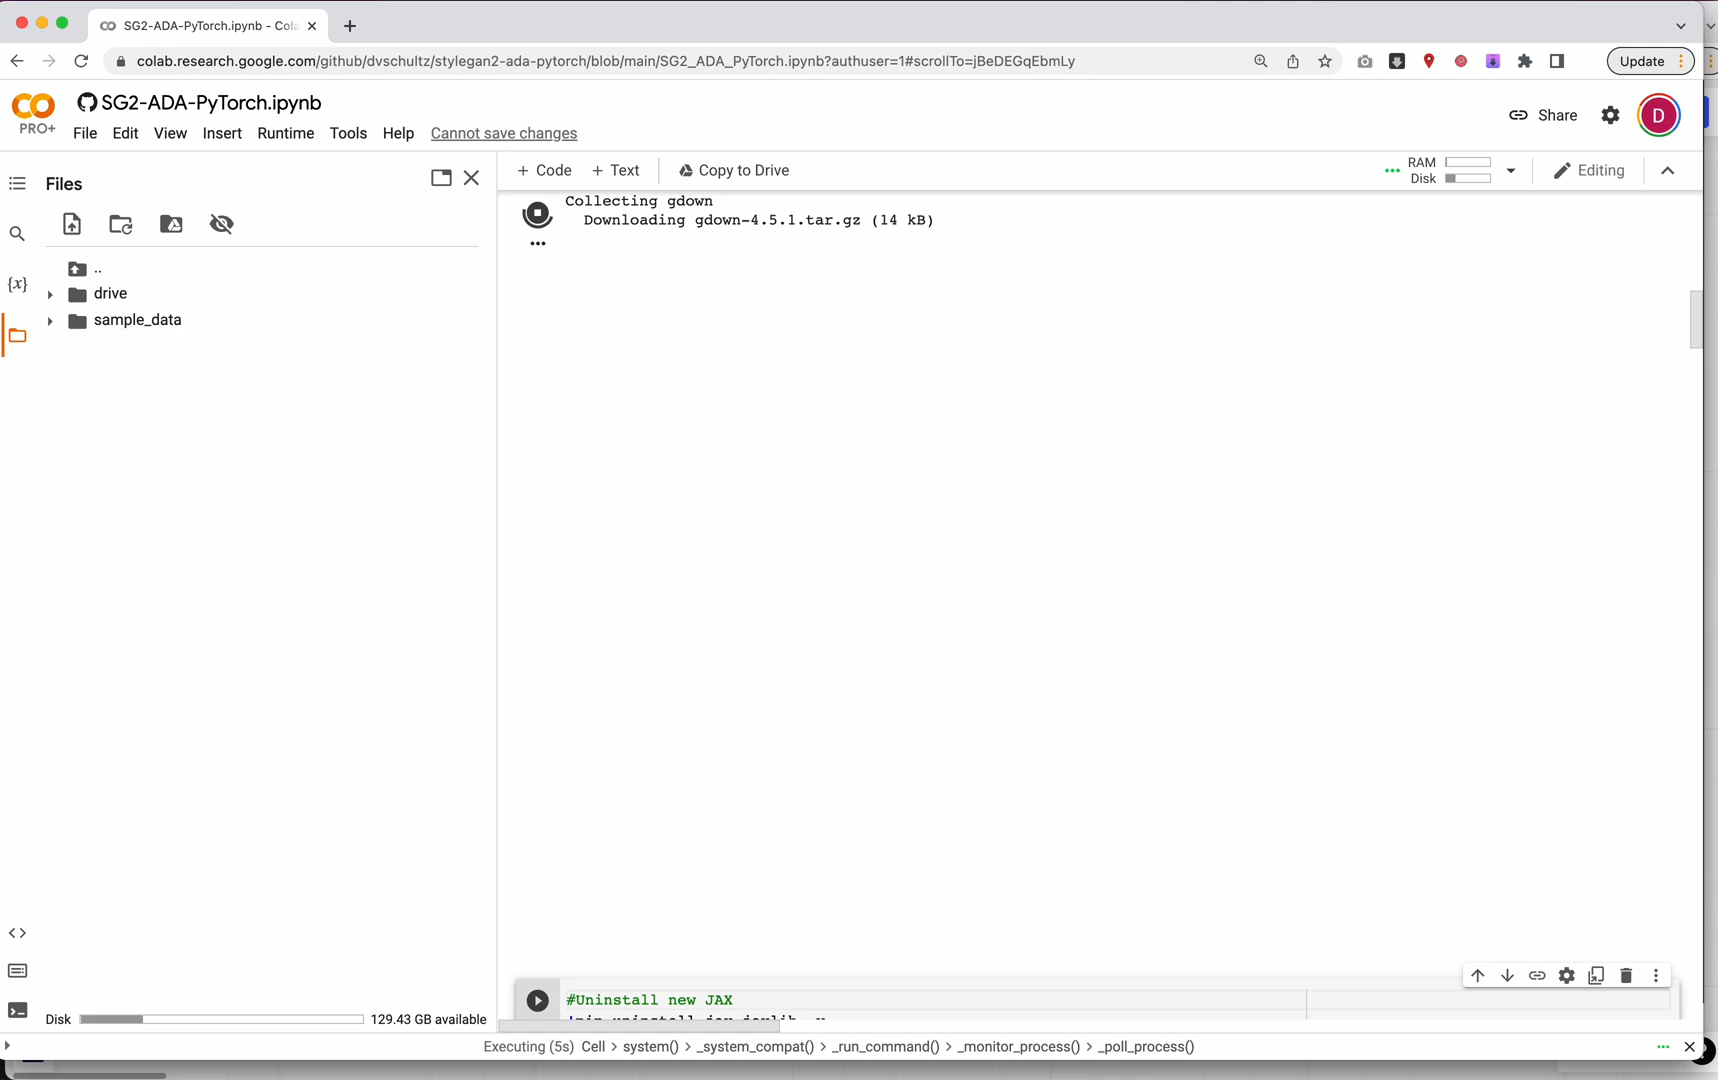 SG2-ADA-PyTorch.ipynb - Cola
colab.research.google.com/github/dvschultz/stylegan2-ada-pytorch/blob/main/SG2_ADA_PyTorch.ipynb?authuser=1#scrollTo=jBeDEGqEbmLy
Update
PRO+
SG2-ADA-PyTorch.ipynb
File Edit View Insert Runtime Tools Help Cannot save changes
Share
D
Files
+ Code + Text Copy to Drive
RAM
Disk
Editing
{x}
..
drive
sample_data
Collecting gdown
Downloading gdown-4.5.1.tar.gz (14 kB)
#Uninstall new JAX
!pip uninstall jax jaxlib -y
Disk 129.43 GB available
Executing (5s) Cell > system() > _system_compat() > _run_command() > _monitor_process() > _poll_process()